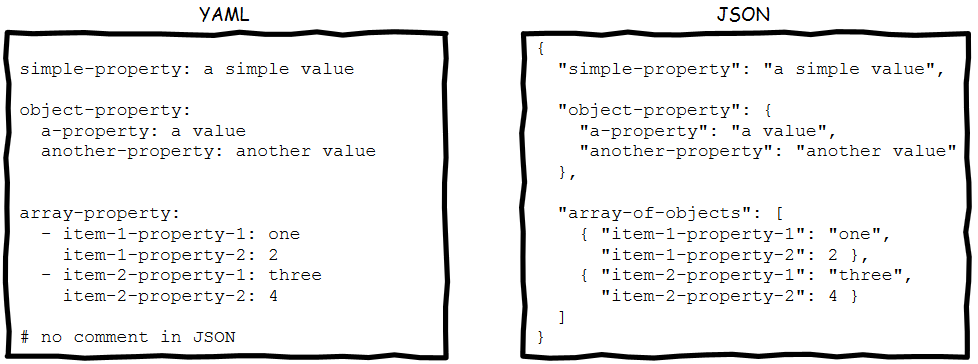 YAML
simple-property: a simple value
object-property:
  a-property: a value
  another-property: another value
array-property:
  - item-1-property-1: one
    item-1-property-2: 2
  - item-2-property-1: three
    item-2-property-2: 4
# no comment in JSON
JSON
{
  "simple-property": "a simple value",
  "object-property": {
    "a-property": "a value",
    "another-property": "another value"
  },
  "array-of-objects": [
    { "item-1-property-1": "one",
      "item-1-property-2": 2 },
    { "item-2-property-1": "three",
      "item-2-property-2": 4 }
  ]
}